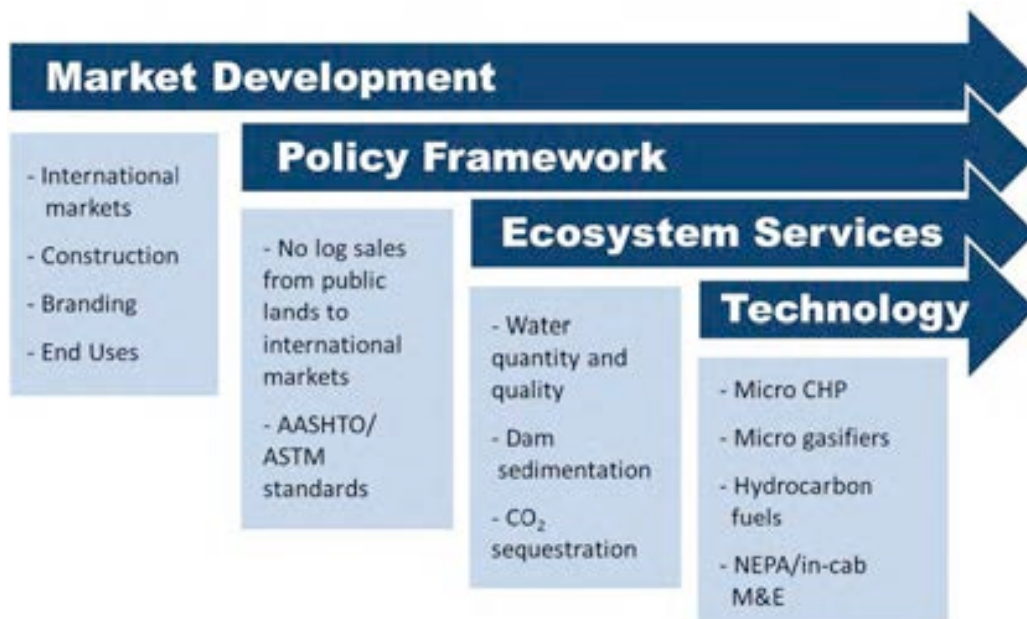 Market Development
- International
markets
- Construction
- Branding
- End Uses
Policy Framework
- No log sales
from public
lands to
international
markets
- AASHTO/
ASTM
standards
Ecosystem Services
- Water
quantity and
quality
- Dam
sedimentation
- CO₂
sequestration
Technology
- Micro CHP
- Micro gasifiers
- Hydrocarbon
fuels
- NEPA/in-cab
M&E